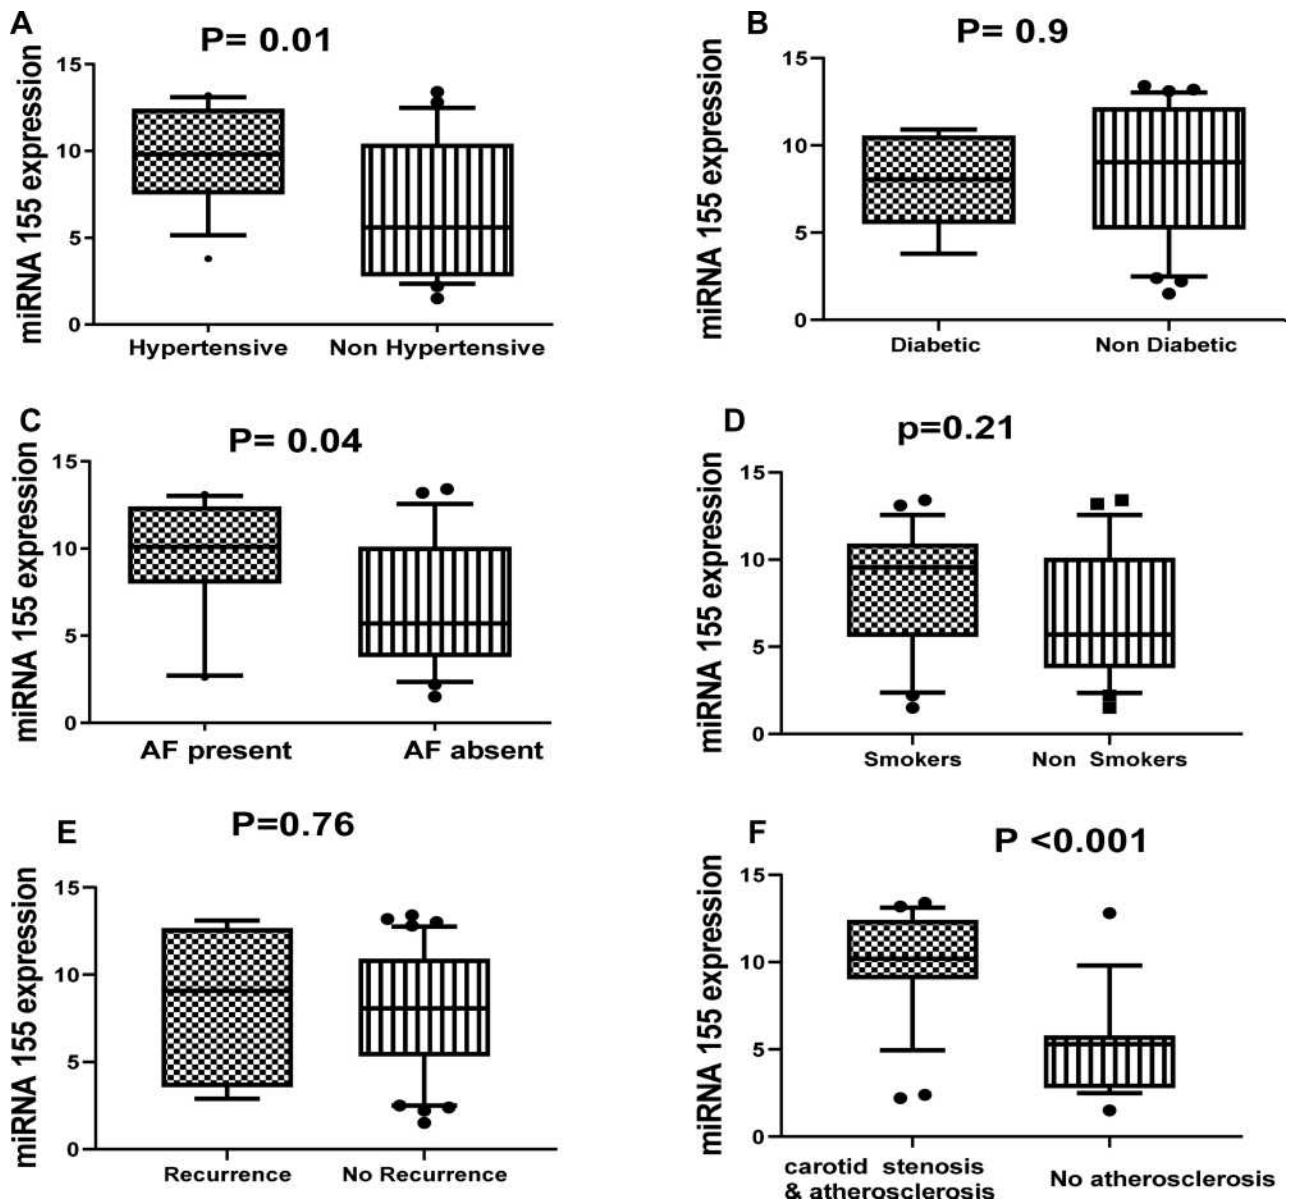 A
P= 0.01
miRNA 155 expression
15
10
5
0
Hypertensive
Non Hypertensive
B
P= 0.9
miRNA 155 expression
15
10
5
0
Diabetic
Non Diabetic
C
P= 0.04
miRNA 155 expression
15
10
5
0
AF present
AF absent
D
p=0.21
miRNA 155 expression
15
10
5
0
Smokers
Non Smokers
E
P=0.76
miRNA 155 expression
15
10
5
0
Recurrence
No Recurrence
F
P <0.001
miRNA 155 expression
15
10
5
0
carotid stenosis
& atherosclerosis
No atherosclerosis